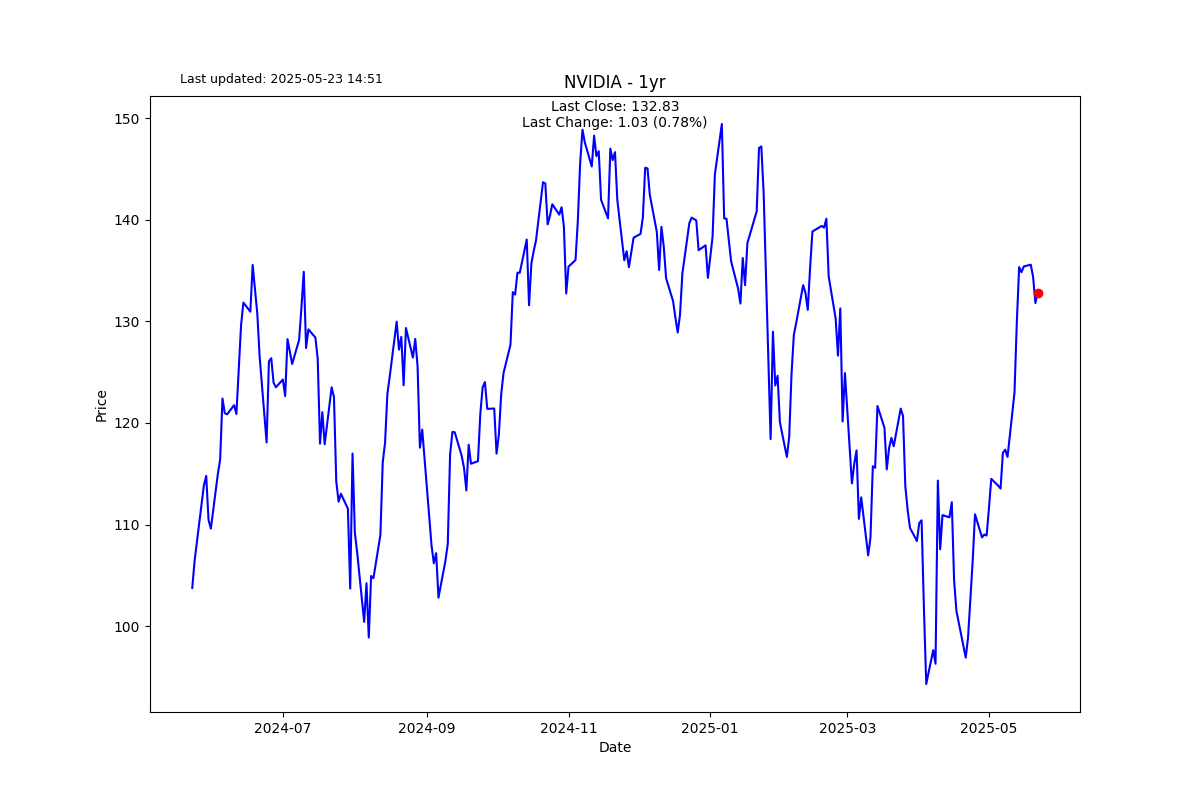 Last updated: 2025-05-23 14:51
NVIDIA - 1yr
Last Close: 132.83
Last Change: 1.03 (0.78%)
150
140
130
120
110
100
Price
2024-07
2024-09
2024-11
2025-01
2025-03
2025-05
Date